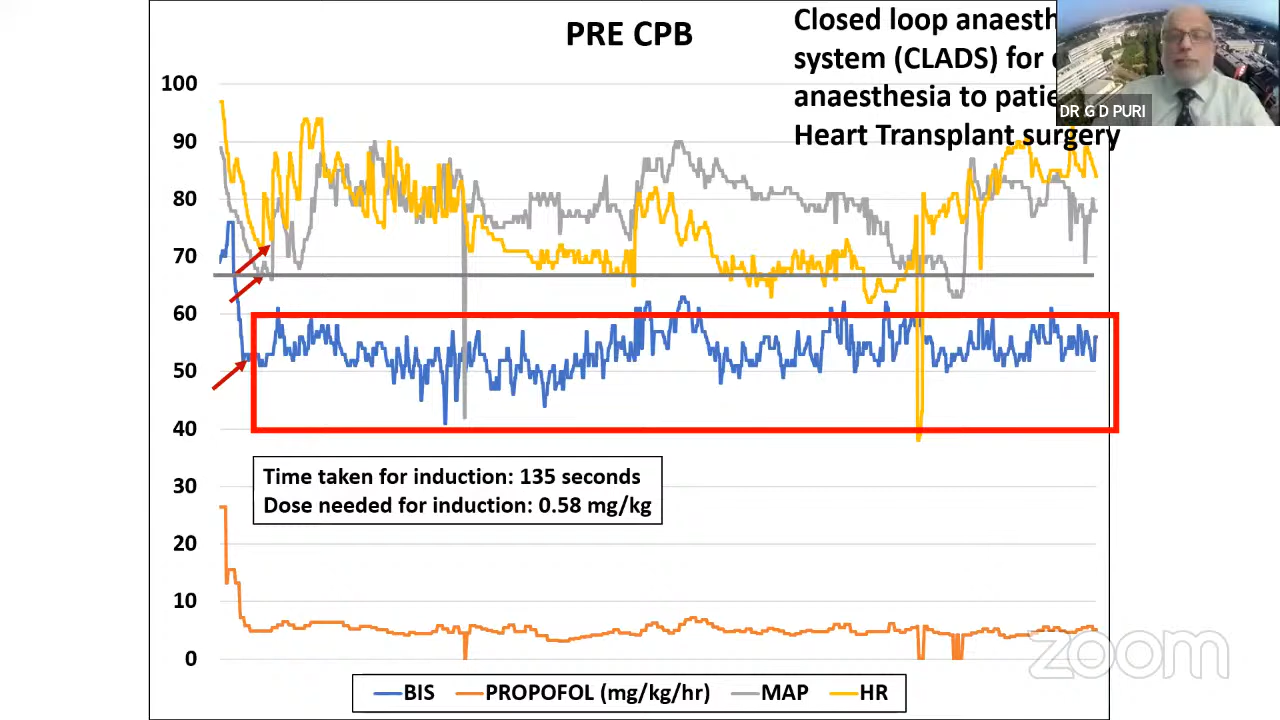 PRE CPB
Closed loop anaesth
system (CLADS) for
anaesthesia to patie
Heart Transplant surgery
DR G D PURI
100
90
80
70
60
50
40
30
20
10
0
Time taken for induction: 135 seconds
Dose needed for induction: 0.58 mg/kg
BIS PROPOFOL (mg/kg/hr) MAP HR
zoom